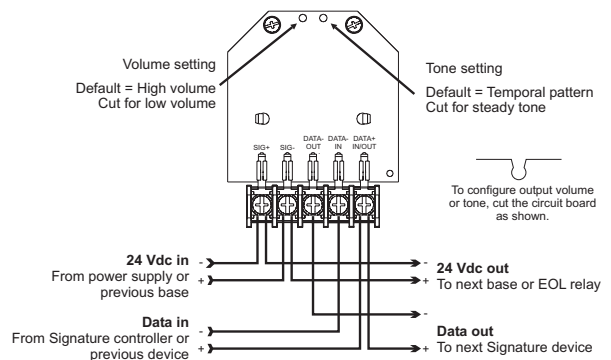 Volume setting
Default = High volume
Cut for low volume
Tone setting
Default = Temporal pattern
Cut for steady tone
SIG+
SIG-
DATA-
OUT
DATA-
IN
DATA+
IN/OUT
To configure output volume
or tone, cut the circuit board
as shown.
24 Vdc in
From power supply or
previous base
-
+
Data in
From Signature controller or
previous device
-
+
-
+
24 Vdc out
To next base or EOL relay
-
+
Data out
To next Signature device